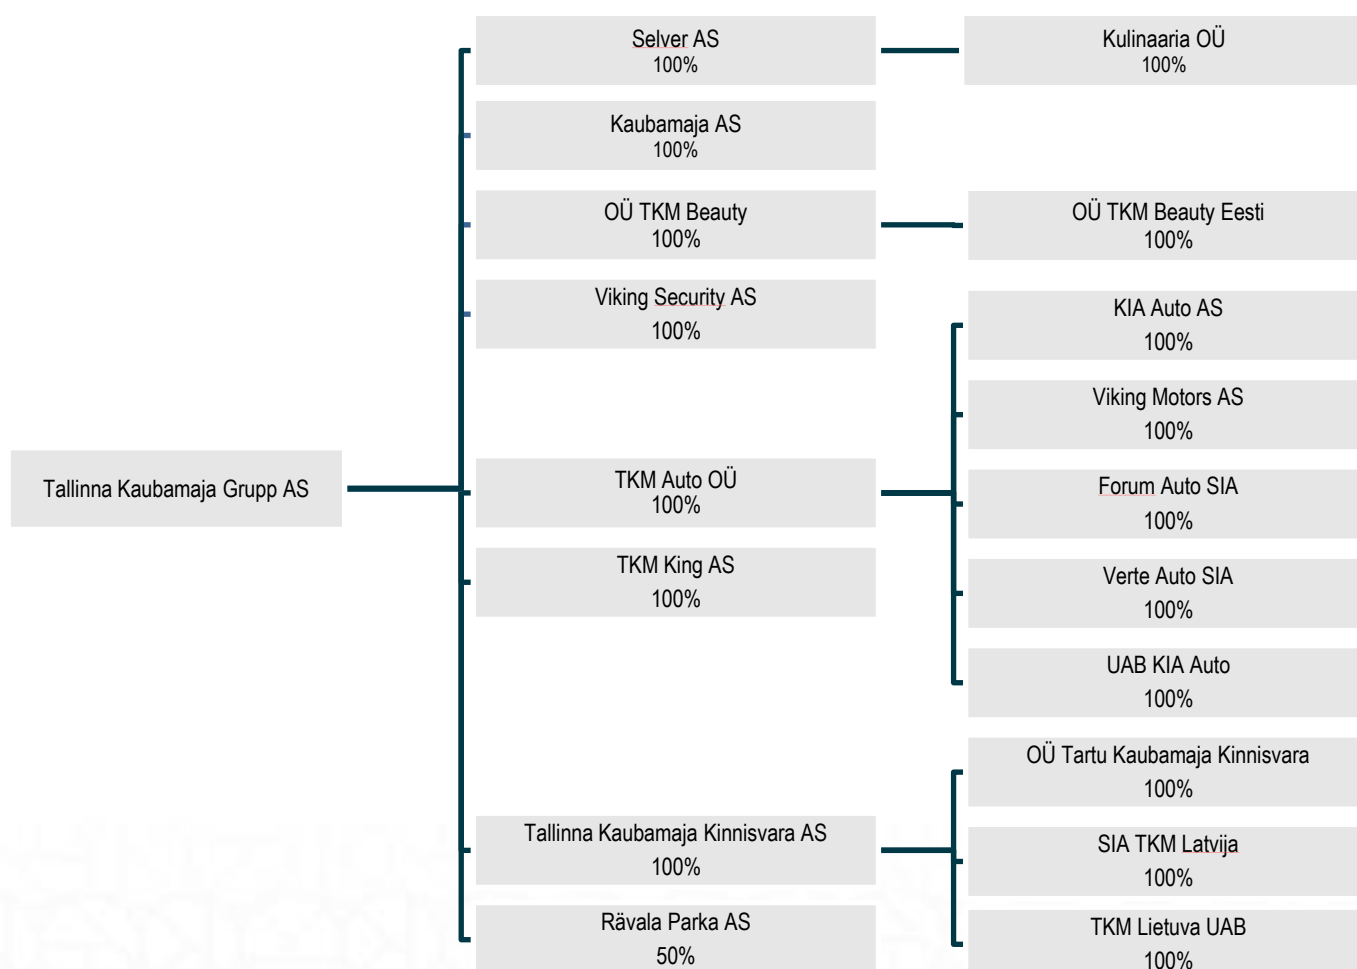 Tallinna Kaubamaja Grupp AS
Selver AS
100%
Kaubamaja AS
100%
OÜ TKM Beauty
100%
Viking Security AS
100%
TKM Auto OÜ
100%
TKM King AS
100%
Tallinna Kaubamaja Kinnisvara AS
100%
Rävala Parka AS
50%
Kulinaaria OÜ
100%
OÜ TKM Beauty Eesti
100%
KIA Auto AS
100%
Viking Motors AS
100%
Forum Auto SIA
100%
Verte Auto SIA
100%
UAB KIA Auto
100%
OÜ Tartu Kaubamaja Kinnisvara
100%
SIA TKM Latvija
100%
TKM Lietuva UAB
100%